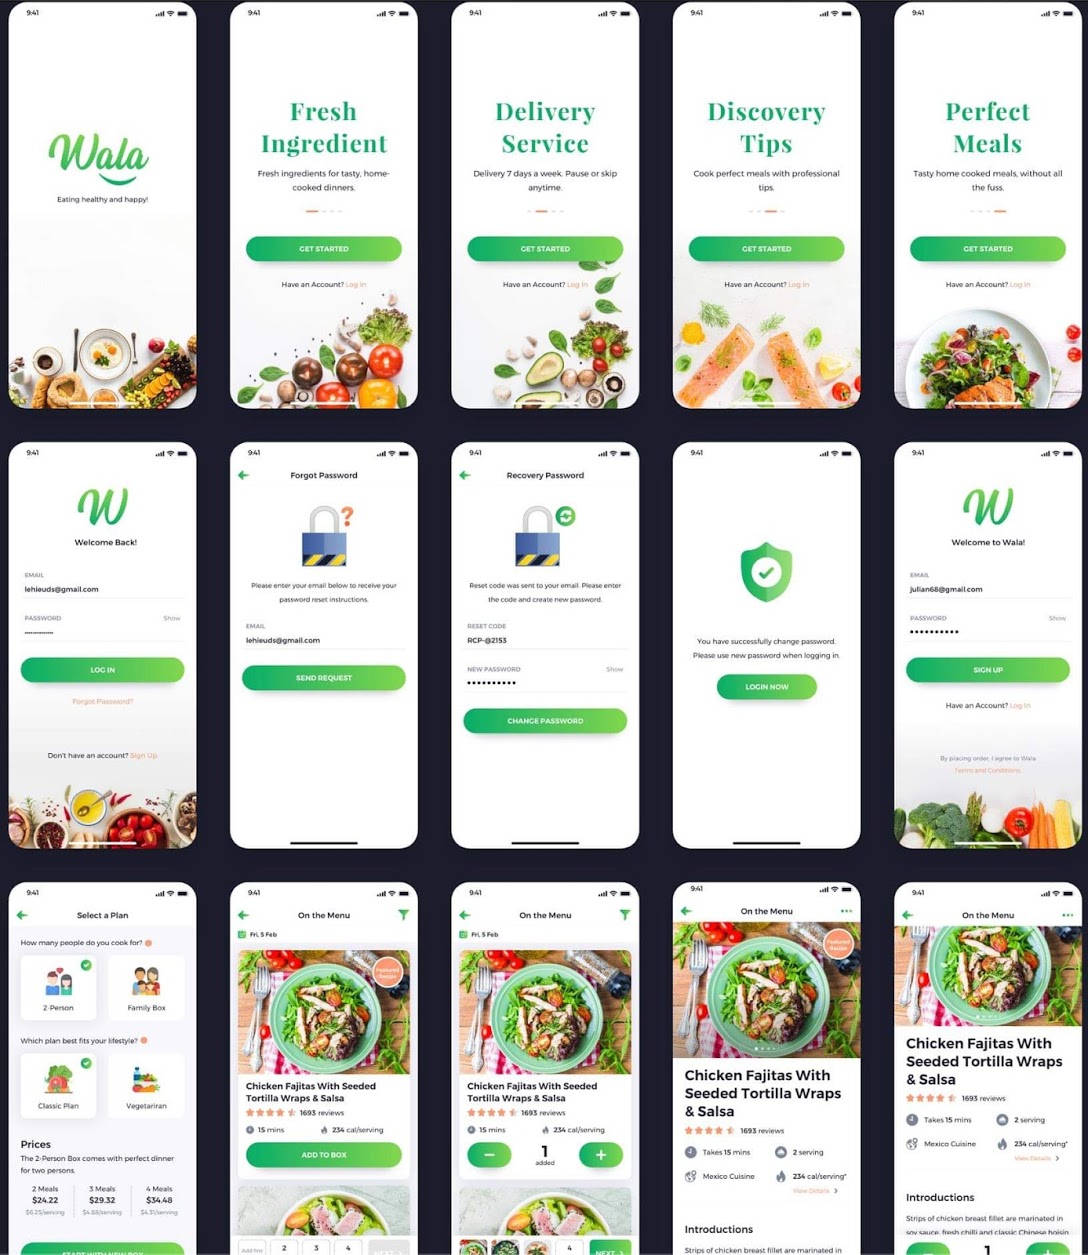 9:41
Wala
Eating healthy and happy!
9:41
Fresh
Ingredient
Fresh ingredients for tasty, home-
cooked dinners.
GET STARTED
Have an Account? Log In
9:41
Delivery
Service
Delivery 7 days a week. Pause or skip
anytime.
GET STARTED
Have an Account? Log In
9:41
Discovery
Tips
Cook perfect meals with professional
tips.
GET STARTED
Have an Account? Log In
9:41
Perfect
Meals
Tasty home cooked meals, without all
the fuss.
GET STARTED
Have an Account? Log In
9:41
W
Welcome Back!
EMAIL
lehieuds@gmail.com
PASSWORD Show
LOG IN
Forgot Password?
Don't have an account? Sign Up
9:41
Forgot Password
?
Please enter your email below to receive your
password reset instructions.
EMAIL
lehieuds@gmail.com
SEND REQUEST
9:41
Recovery Password
Reset code was sent to your email. Please enter
the code and create new password.
RESET CODE
RCP-@2153
NEW PASSWORD Show
CHANGE PASSWORD
9:41
You have successfully change password.
Please use new password when logging in.
LOGIN NOW
9:41
W
Welcome to Wala!
EMAIL
julian68@gmail.com
PASSWORD Show
SIGN UP
Have an Account? Log In
By placing order, I agree to Wala
Terms and Conditions.
9:41
Select a Plan
How many people do you cook for?
2-Person Family Box
Which plan best fits your lifestyle?
Classic Plan Vegetariran
Prices
The 2-Person Box comes with perfect dinner
for two persons.
2 Meals 3 Meals 4 Meals
$24.22 $29.32 $34.48
$6.25/serving $4.88/serving $4.31/serving
START WITH NEW BOX
9:41
On the Menu
Fri, 5 Feb
Featured
Recipe
Chicken Fajitas With Seeded
Tortilla Wraps & Salsa
1693 reviews
15 mins 234 cal/serving
ADD TO BOX
Add first 2 3 4 NEXT
9:41
On the Menu
Fri, 5 Feb
Chicken Fajitas With Seeded
Tortilla Wraps & Salsa
1693 reviews
15 mins 234 cal/serving
1
added
4 NEXT
9:41
On the Menu
Featured
Recipe
Chicken Fajitas With
Seeded Tortilla Wraps
& Salsa
1693 reviews
Takes 15 mins 2 serving
Mexico Cuisine 234 cal/serving*
View Details
Introductions
Strips of chicken breast fillet are marinated in
9:41
On the Menu
Chicken Fajitas With
Seeded Tortilla Wraps
& Salsa
1693 reviews
Takes 15 mins 2 serving
Mexico Cuisine 234 cal/serving*
View Details
Introductions
Strips of chicken breast fillet are marinated in
soy sauce, fresh chilli and classic Chinese hoisin
1